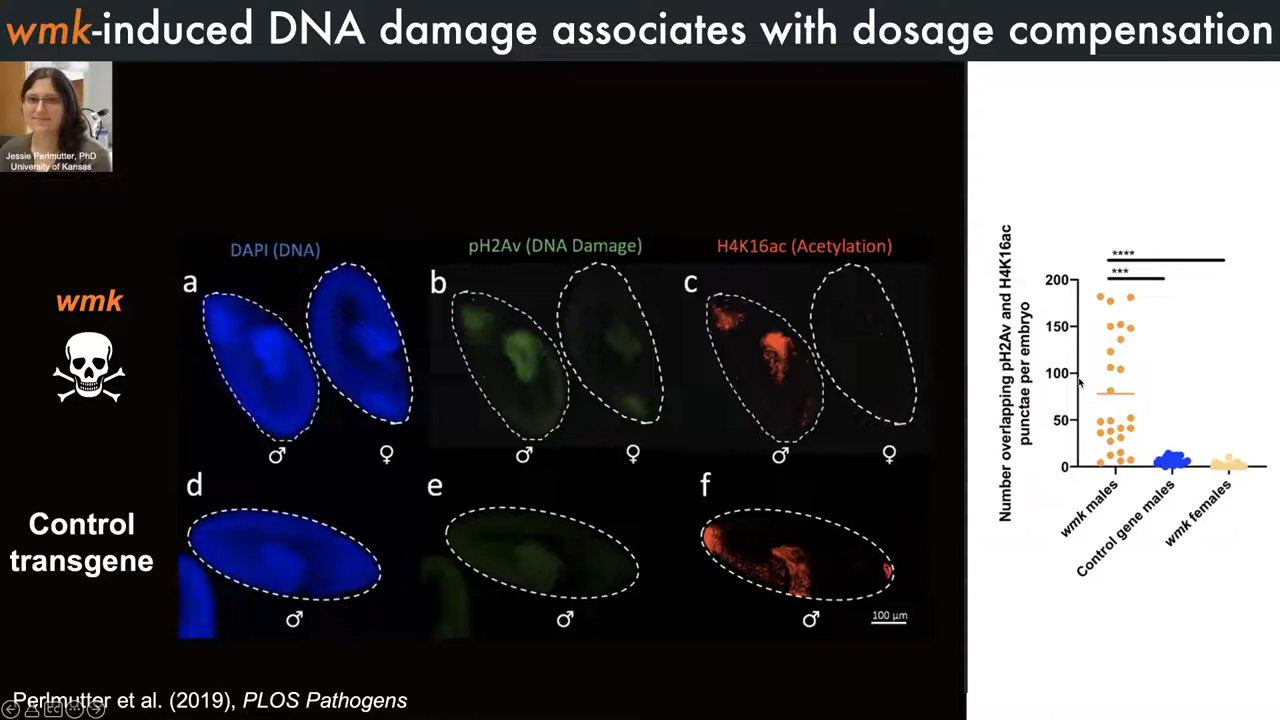 wmk-induced DNA damage associates with dosage compensation
Jessie Perlmutter, PhD
University of Kansas
DAPI (DNA)
pH2Av (DNA Damage)
H4K16ac (Acetylation)
wmk
a
b
c
♂
♀
♂
♀
♂
♀
Control
transgene
d
e
f
♂
♂
♂
100 µm
Perlmutter et al. (2019), PLOS Pathogens
CC
Number overlapping pH2Av and H4K16ac
punctae per embryo
****
***
200
150
100
50
0
wmk males
Control gene males
wmk females